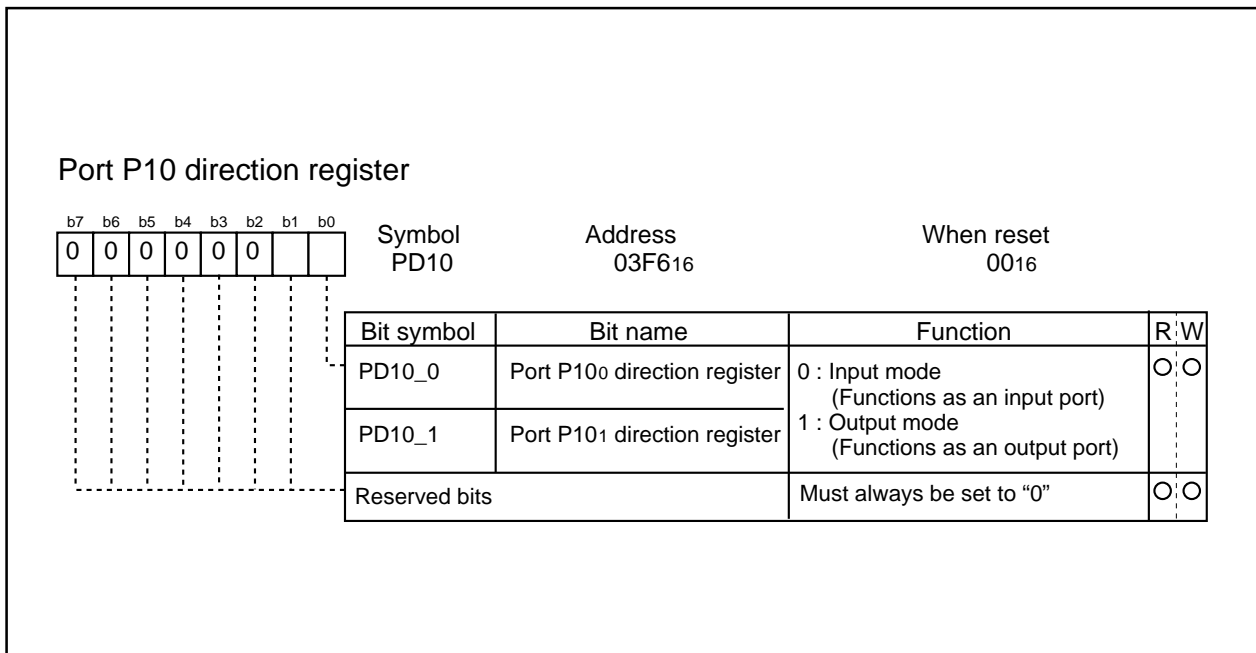 Port P10 direction register
b7 b6 b5 b4 b3 b2 b1 b0
0 0 0 0 0 0
Symbol Address When reset
PD10 03F616 0016
Bit symbol Bit name Function R W
PD10_0 Port P100 direction register 0 : Input mode
(Functions as an input port)
PD10_1 Port P101 direction register 1 : Output mode
(Functions as an output port)
Reserved bits Must always be set to “0”